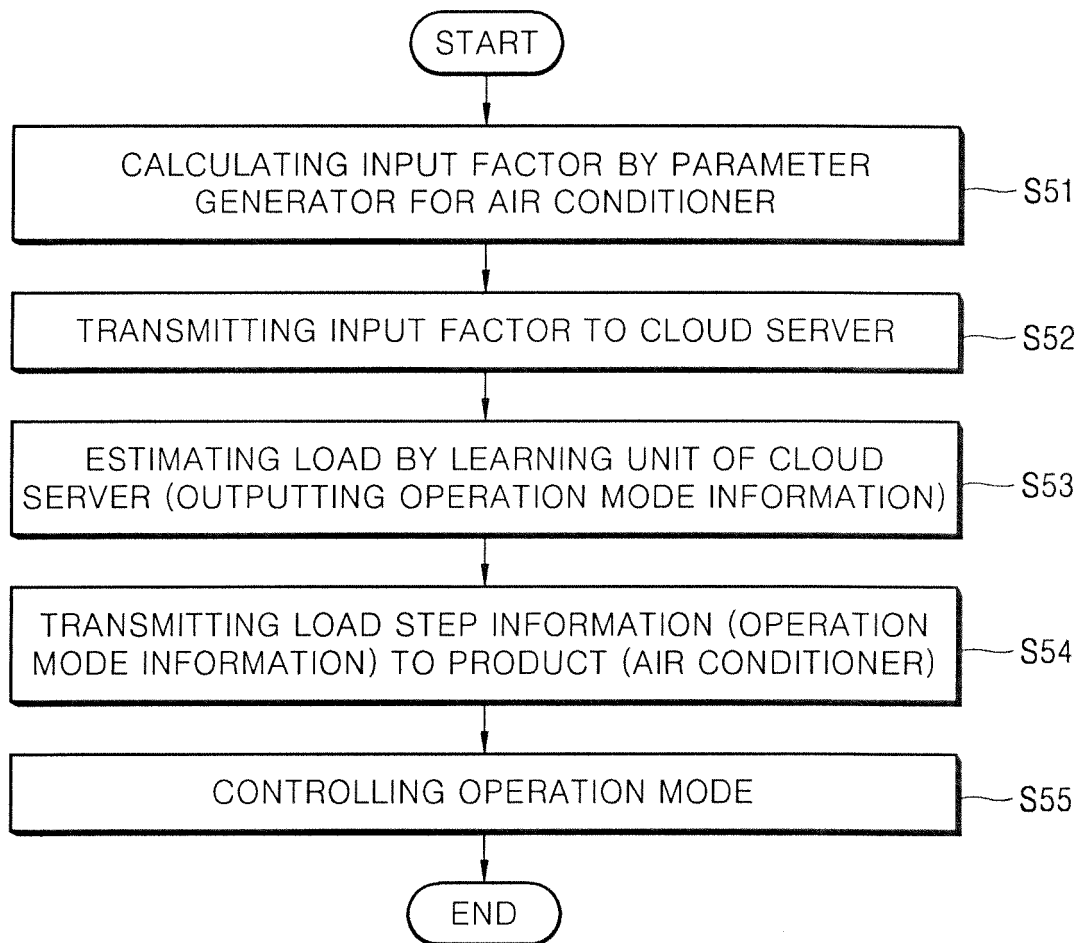 START
CALCULATING INPUT FACTOR BY PARAMETER
GENERATOR FOR AIR CONDITIONER
S51
TRANSMITTING INPUT FACTOR TO CLOUD SERVER
S52
ESTIMATING LOAD BY LEARNING UNIT OF CLOUD
SERVER (OUTPUTTING OPERATION MODE INFORMATION)
S53
TRANSMITTING LOAD STEP INFORMATION (OPERATION
MODE INFORMATION) TO PRODUCT (AIR CONDITIONER)
S54
CONTROLLING OPERATION MODE
S55
END